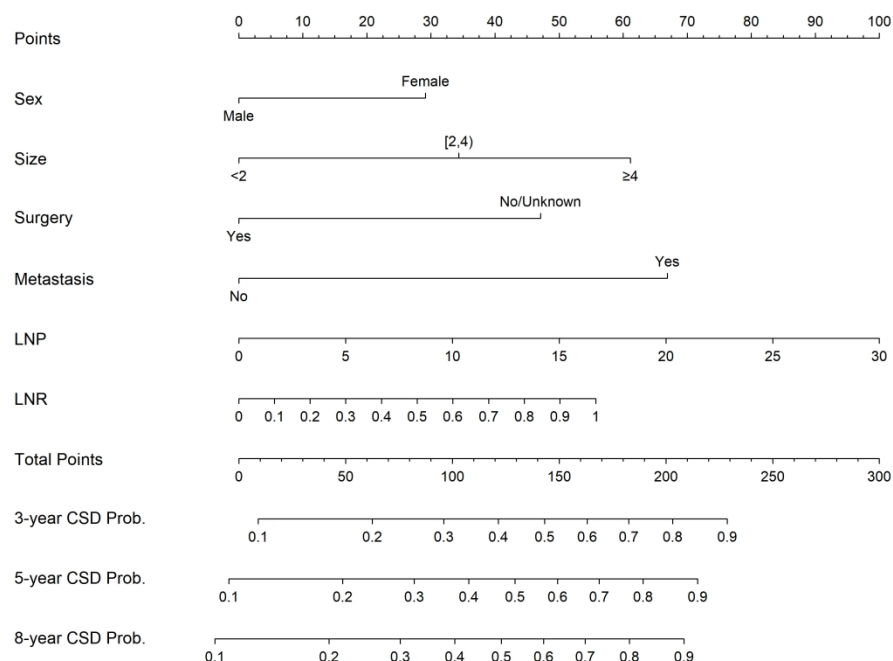 Points 0 10 20 30 40 50 60 70 80 90 100
Female
Sex
Male
[2,4)
Size
<2 ≥4
No/Unknown
Surgery
Yes
Yes
Metastasis
No
LNP
0 5 10 15 20 25 30
LNR
0 0.1 0.2 0.3 0.4 0.5 0.6 0.7 0.8 0.9 1
Total Points
0 50 100 150 200 250 300
3-year CSD Prob.
0.1 0.2 0.3 0.4 0.5 0.6 0.7 0.8 0.9
5-year CSD Prob.
0.1 0.2 0.3 0.4 0.5 0.6 0.7 0.8 0.9
8-year CSD Prob.
0.1 0.2 0.3 0.4 0.5 0.6 0.7 0.8 0.9